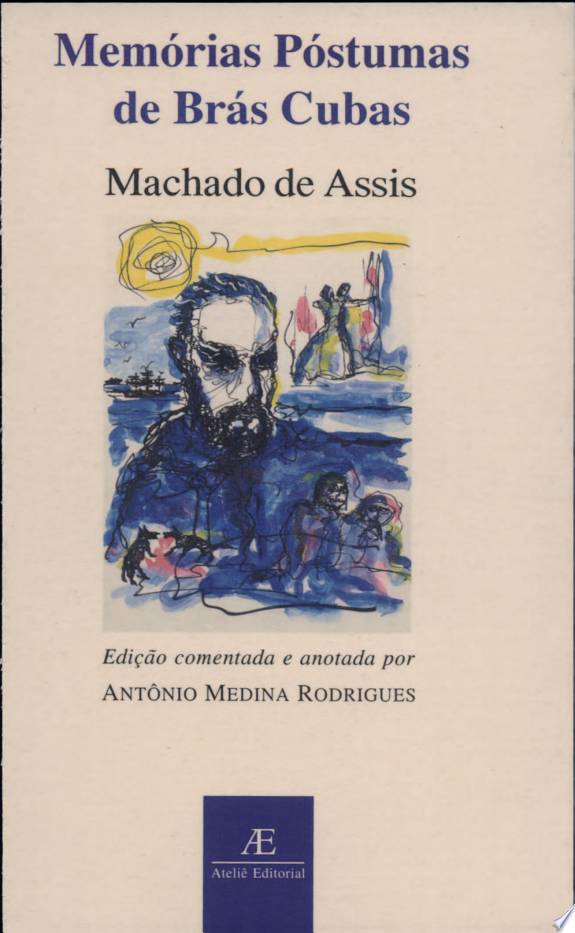 Memórias Póstumas
de Brás Cubas
Machado de Assis
Edição comentada e anotada por
ANTÔNIO MEDINA RODRIGUES
Æ
Ateliê Editorial